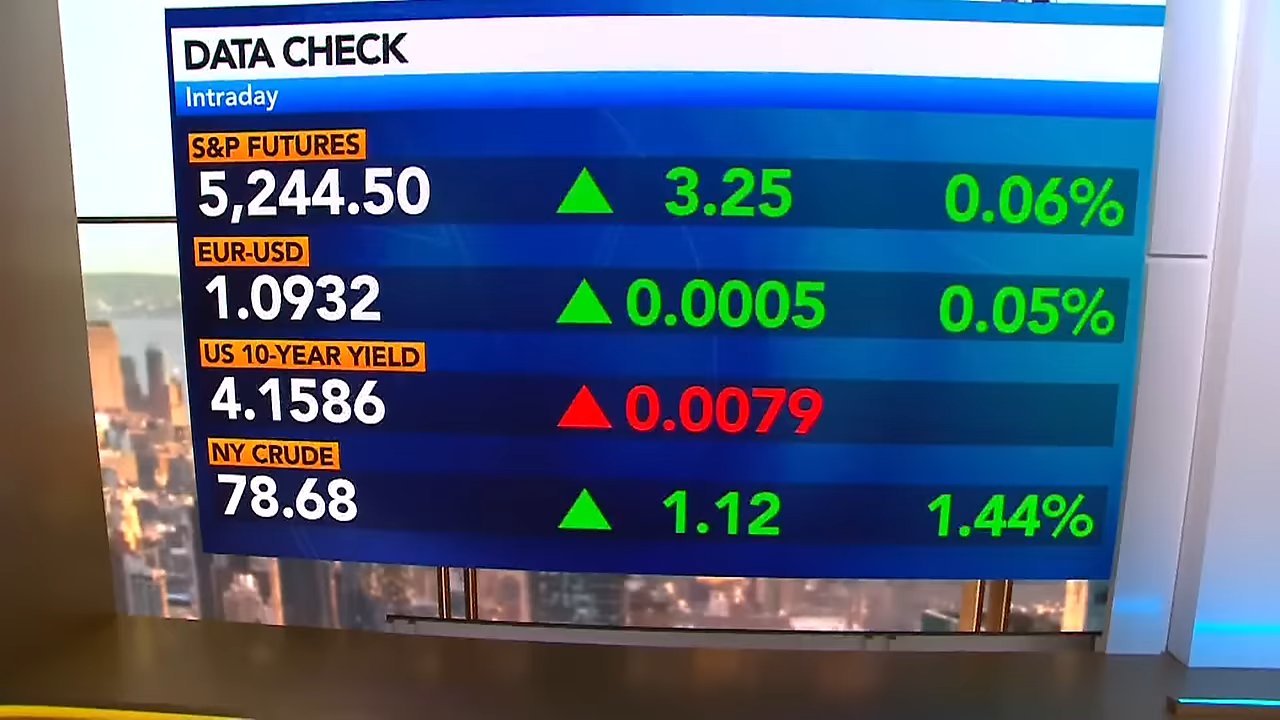 DATA CHECK
Intraday
S&P FUTURES
5,244.50 ▲ 3.25 0.06%
EUR-USD
1.0932 ▲ 0.0005 0.05%
US 10-YEAR YIELD
4.1586 ▲ 0.0079
NY CRUDE
78.68 ▲ 1.12 1.44%